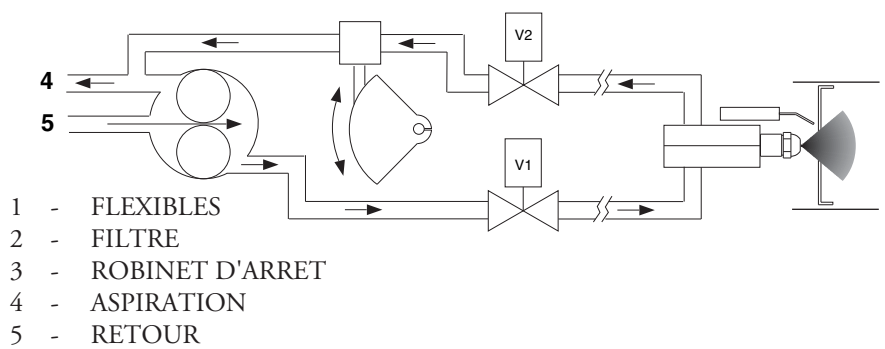 V2
4
5
V1
1 - FLEXIBLES
2 - FILTRE
3 - ROBINET D'ARRET
4 - ASPIRATION
5 - RETOUR